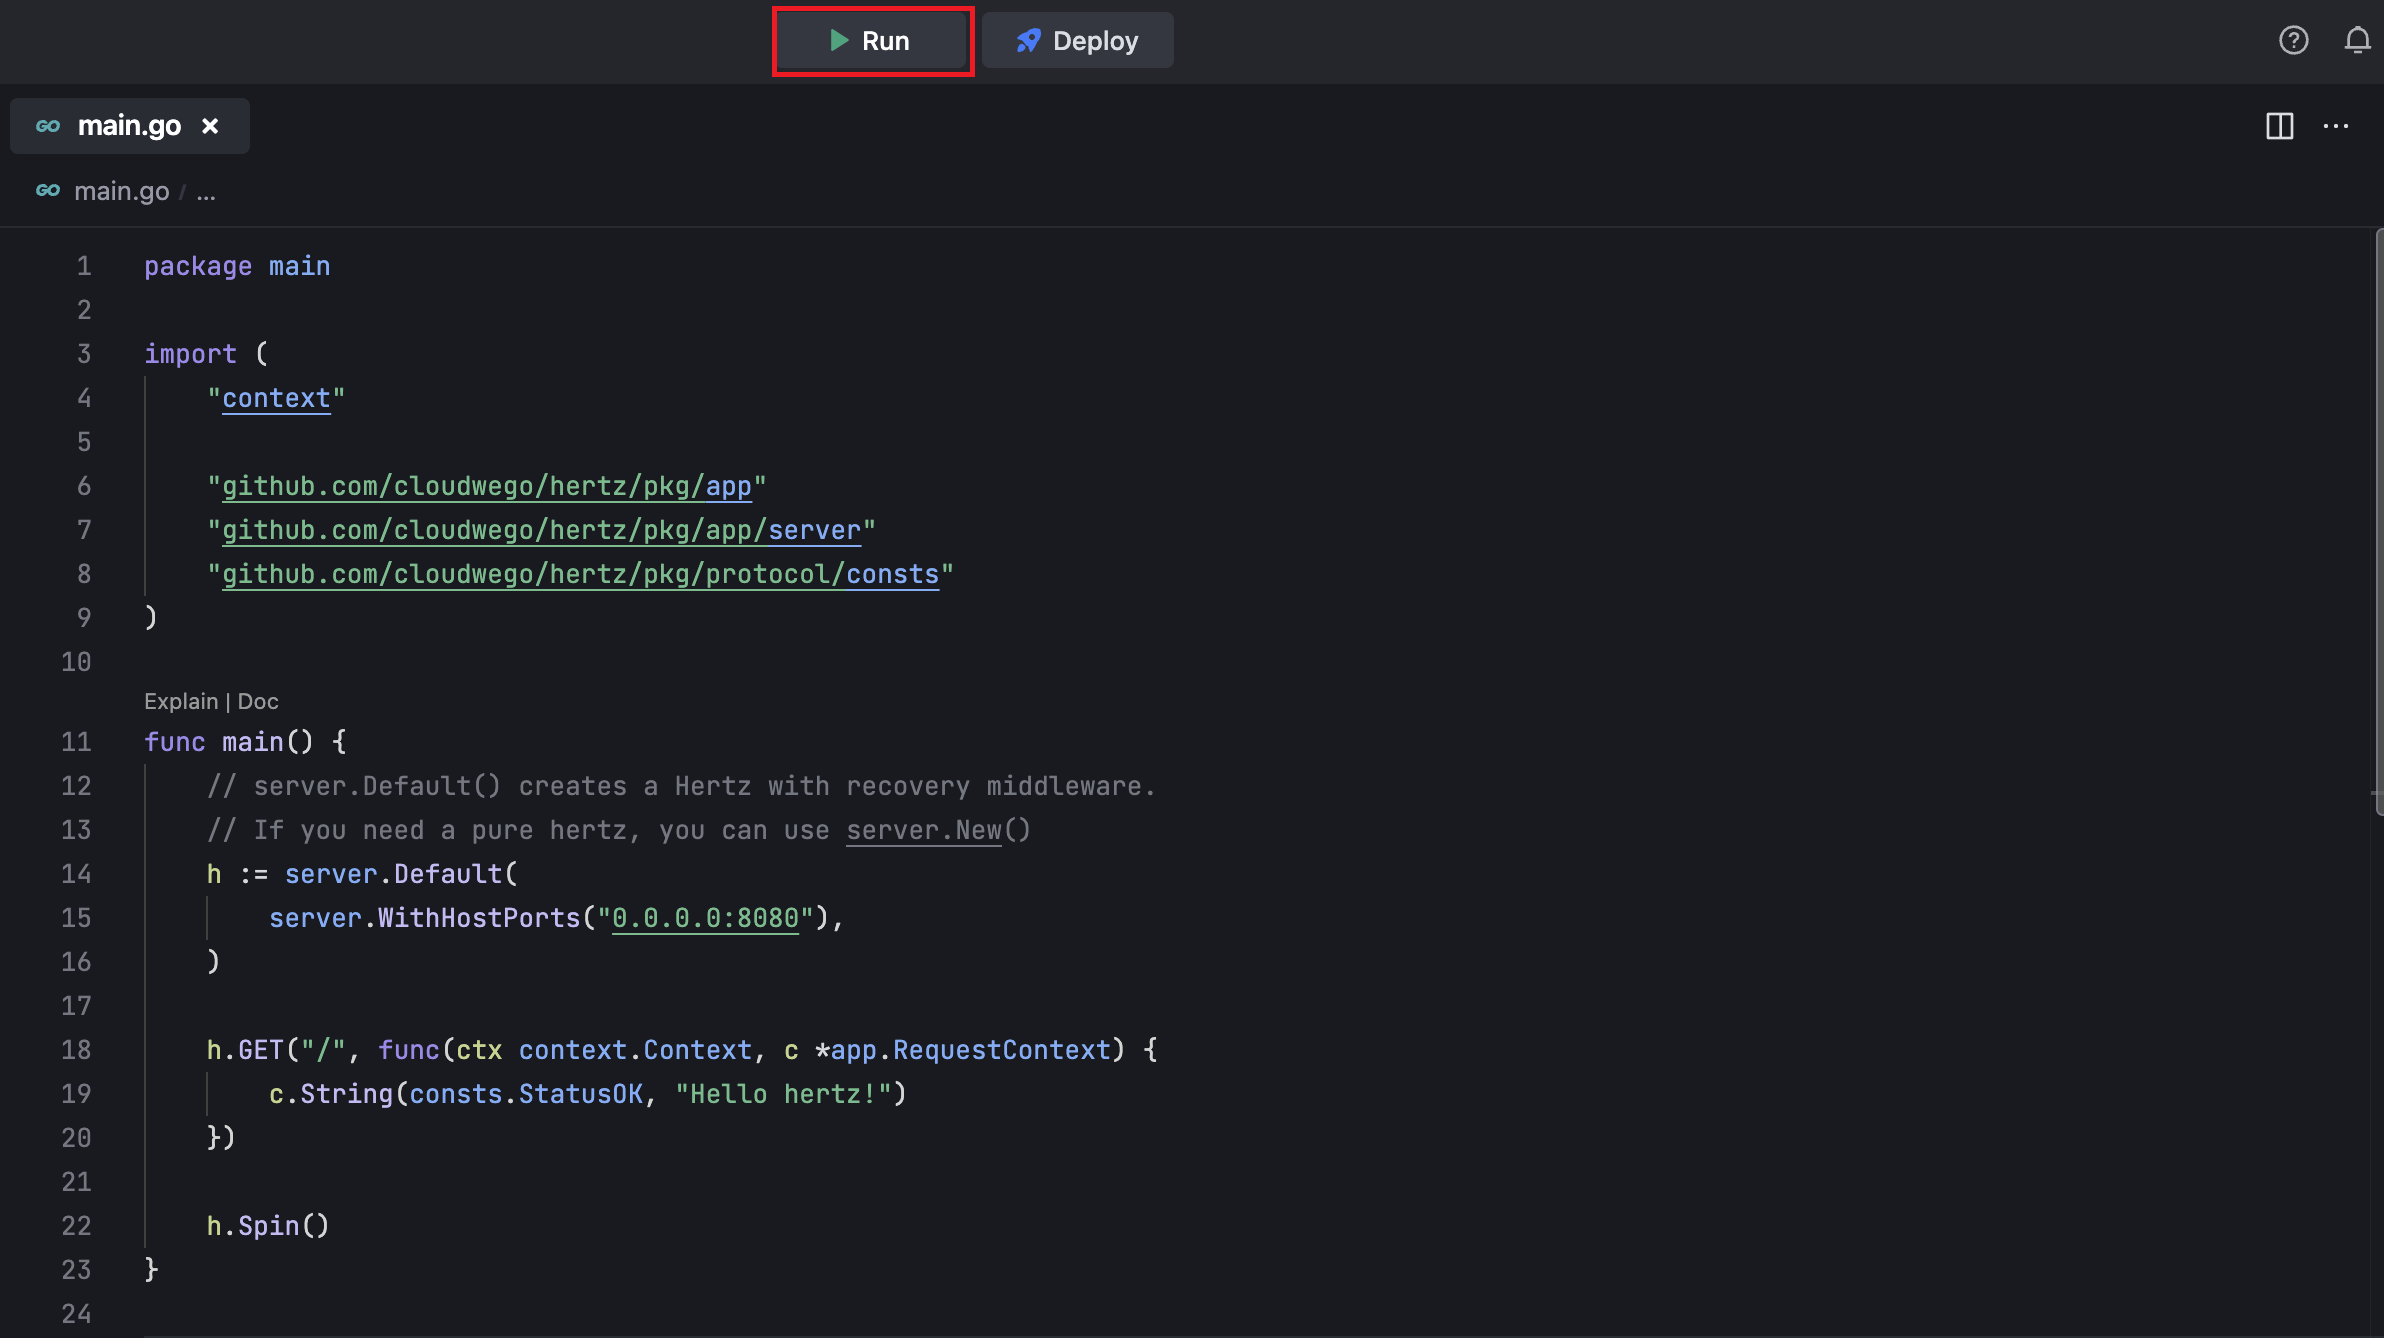 Run Deploy
GO main.go
GO main.go / ...
1 package main
2
3 import (
4 "context"
5
6 "github.com/cloudwego/hertz/pkg/app"
7 "github.com/cloudwego/hertz/pkg/app/server"
8 "github.com/cloudwego/hertz/pkg/protocol/consts"
9 )
10
Explain | Doc
11 func main() {
12 // server.Default() creates a Hertz with recovery middleware.
13 // If you need a pure hertz, you can use server.New()
14 h := server.Default(
15 server.WithHostPorts("0.0.0.0:8080"),
16 )
17
18 h.GET("/", func(ctx context.Context, c *app.RequestContext) {
19 c.String(consts.StatusOK, "Hello hertz!")
20 })
21
22 h.Spin()
23 }
24